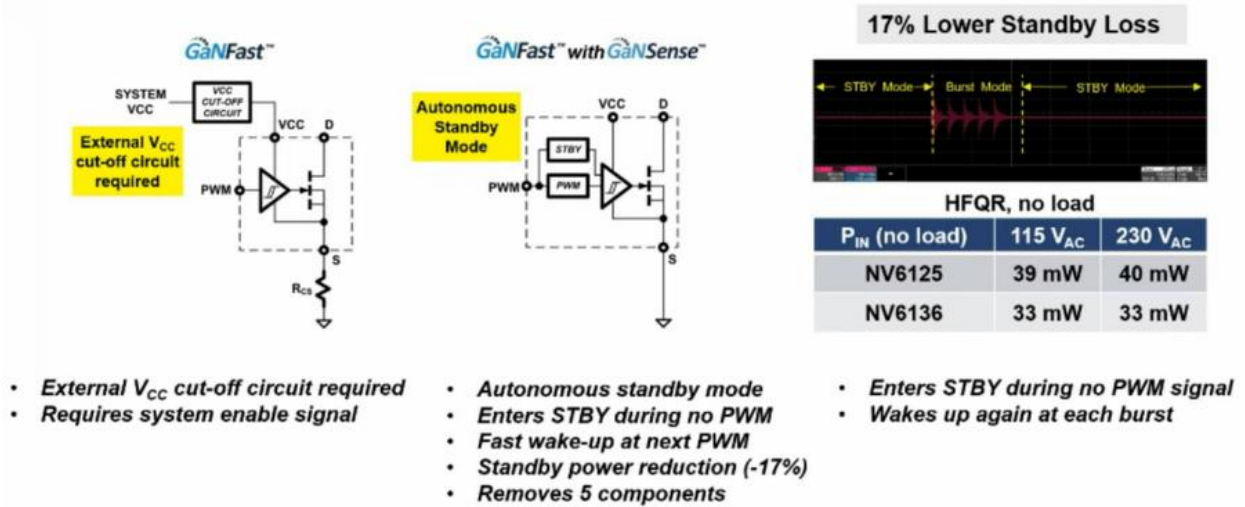 GaNFast™
SYSTEM
VCC
VCC
CUT-OFF
CIRCUIT
External VCC
cut-off circuit
required
VCC
D
PWM
S
RCS
GaNFast™ with GaNSense™
Autonomous
Standby
Mode
VCC
D
STBY
PWM
PWM
S
17% Lower Standby Loss
STBY Mode
Burst Mode
STBY Mode
HFQR, no load
PIN (no load) 115 VAC 230 VAC
NV6125 39 mW 40 mW
NV6136 33 mW 33 mW
• External VCC cut-off circuit required
• Requires system enable signal
• Autonomous standby mode
• Enters STBY during no PWM
• Fast wake-up at next PWM
• Standby power reduction (-17%)
• Removes 5 components
• Enters STBY during no PWM signal
• Wakes up again at each burst